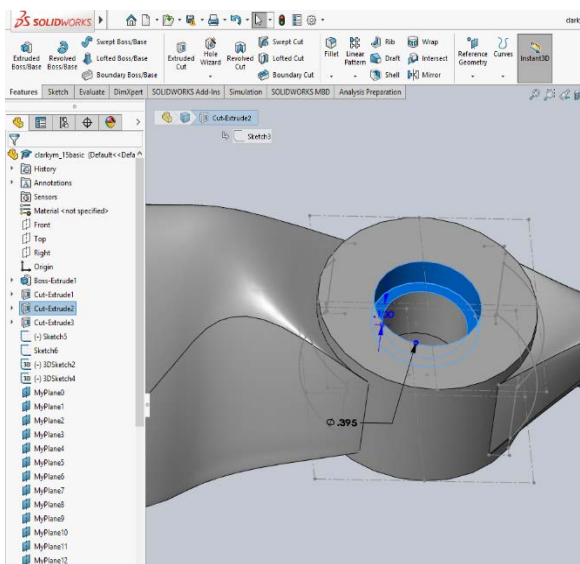 SOLIDWORKS
clark
Extruded Boss/Base
Revolved Boss/Base
Swept Boss/Base
Lofted Boss/Base
Boundary Boss/Base
Extruded Cut
Hole Wizard
Revolved Cut
Swept Cut
Lofted Cut
Boundary Cut
Fillet
Linear Pattern
Rib
Draft
Shell
Wrap
Intersect
Mirror
Reference Geometry
Curves
Instant3D
Features Sketch Evaluate DimXpert SOLIDWORKS Add-Ins Simulation SOLIDWORKS MBD Analysis Preparation
Cut-Extrude2
Sketch3
clarkym_15basic (Default<<Defa
History
Annotations
Sensors
Material <not specified>
Front
Top
Right
Origin
Boss-Extrude1
Cut-Extrude1
Cut-Extrude2
Cut-Extrude3
(-) Sketch5
Sketch6
(-) 3DSketch2
(-) 3DSketch4
MyPlane0
MyPlane1
MyPlane2
MyPlane3
MyPlane4
MyPlane5
MyPlane6
MyPlane7
MyPlane8
MyPlane9
MyPlane10
MyPlane11
MyPlane12
Ø .395